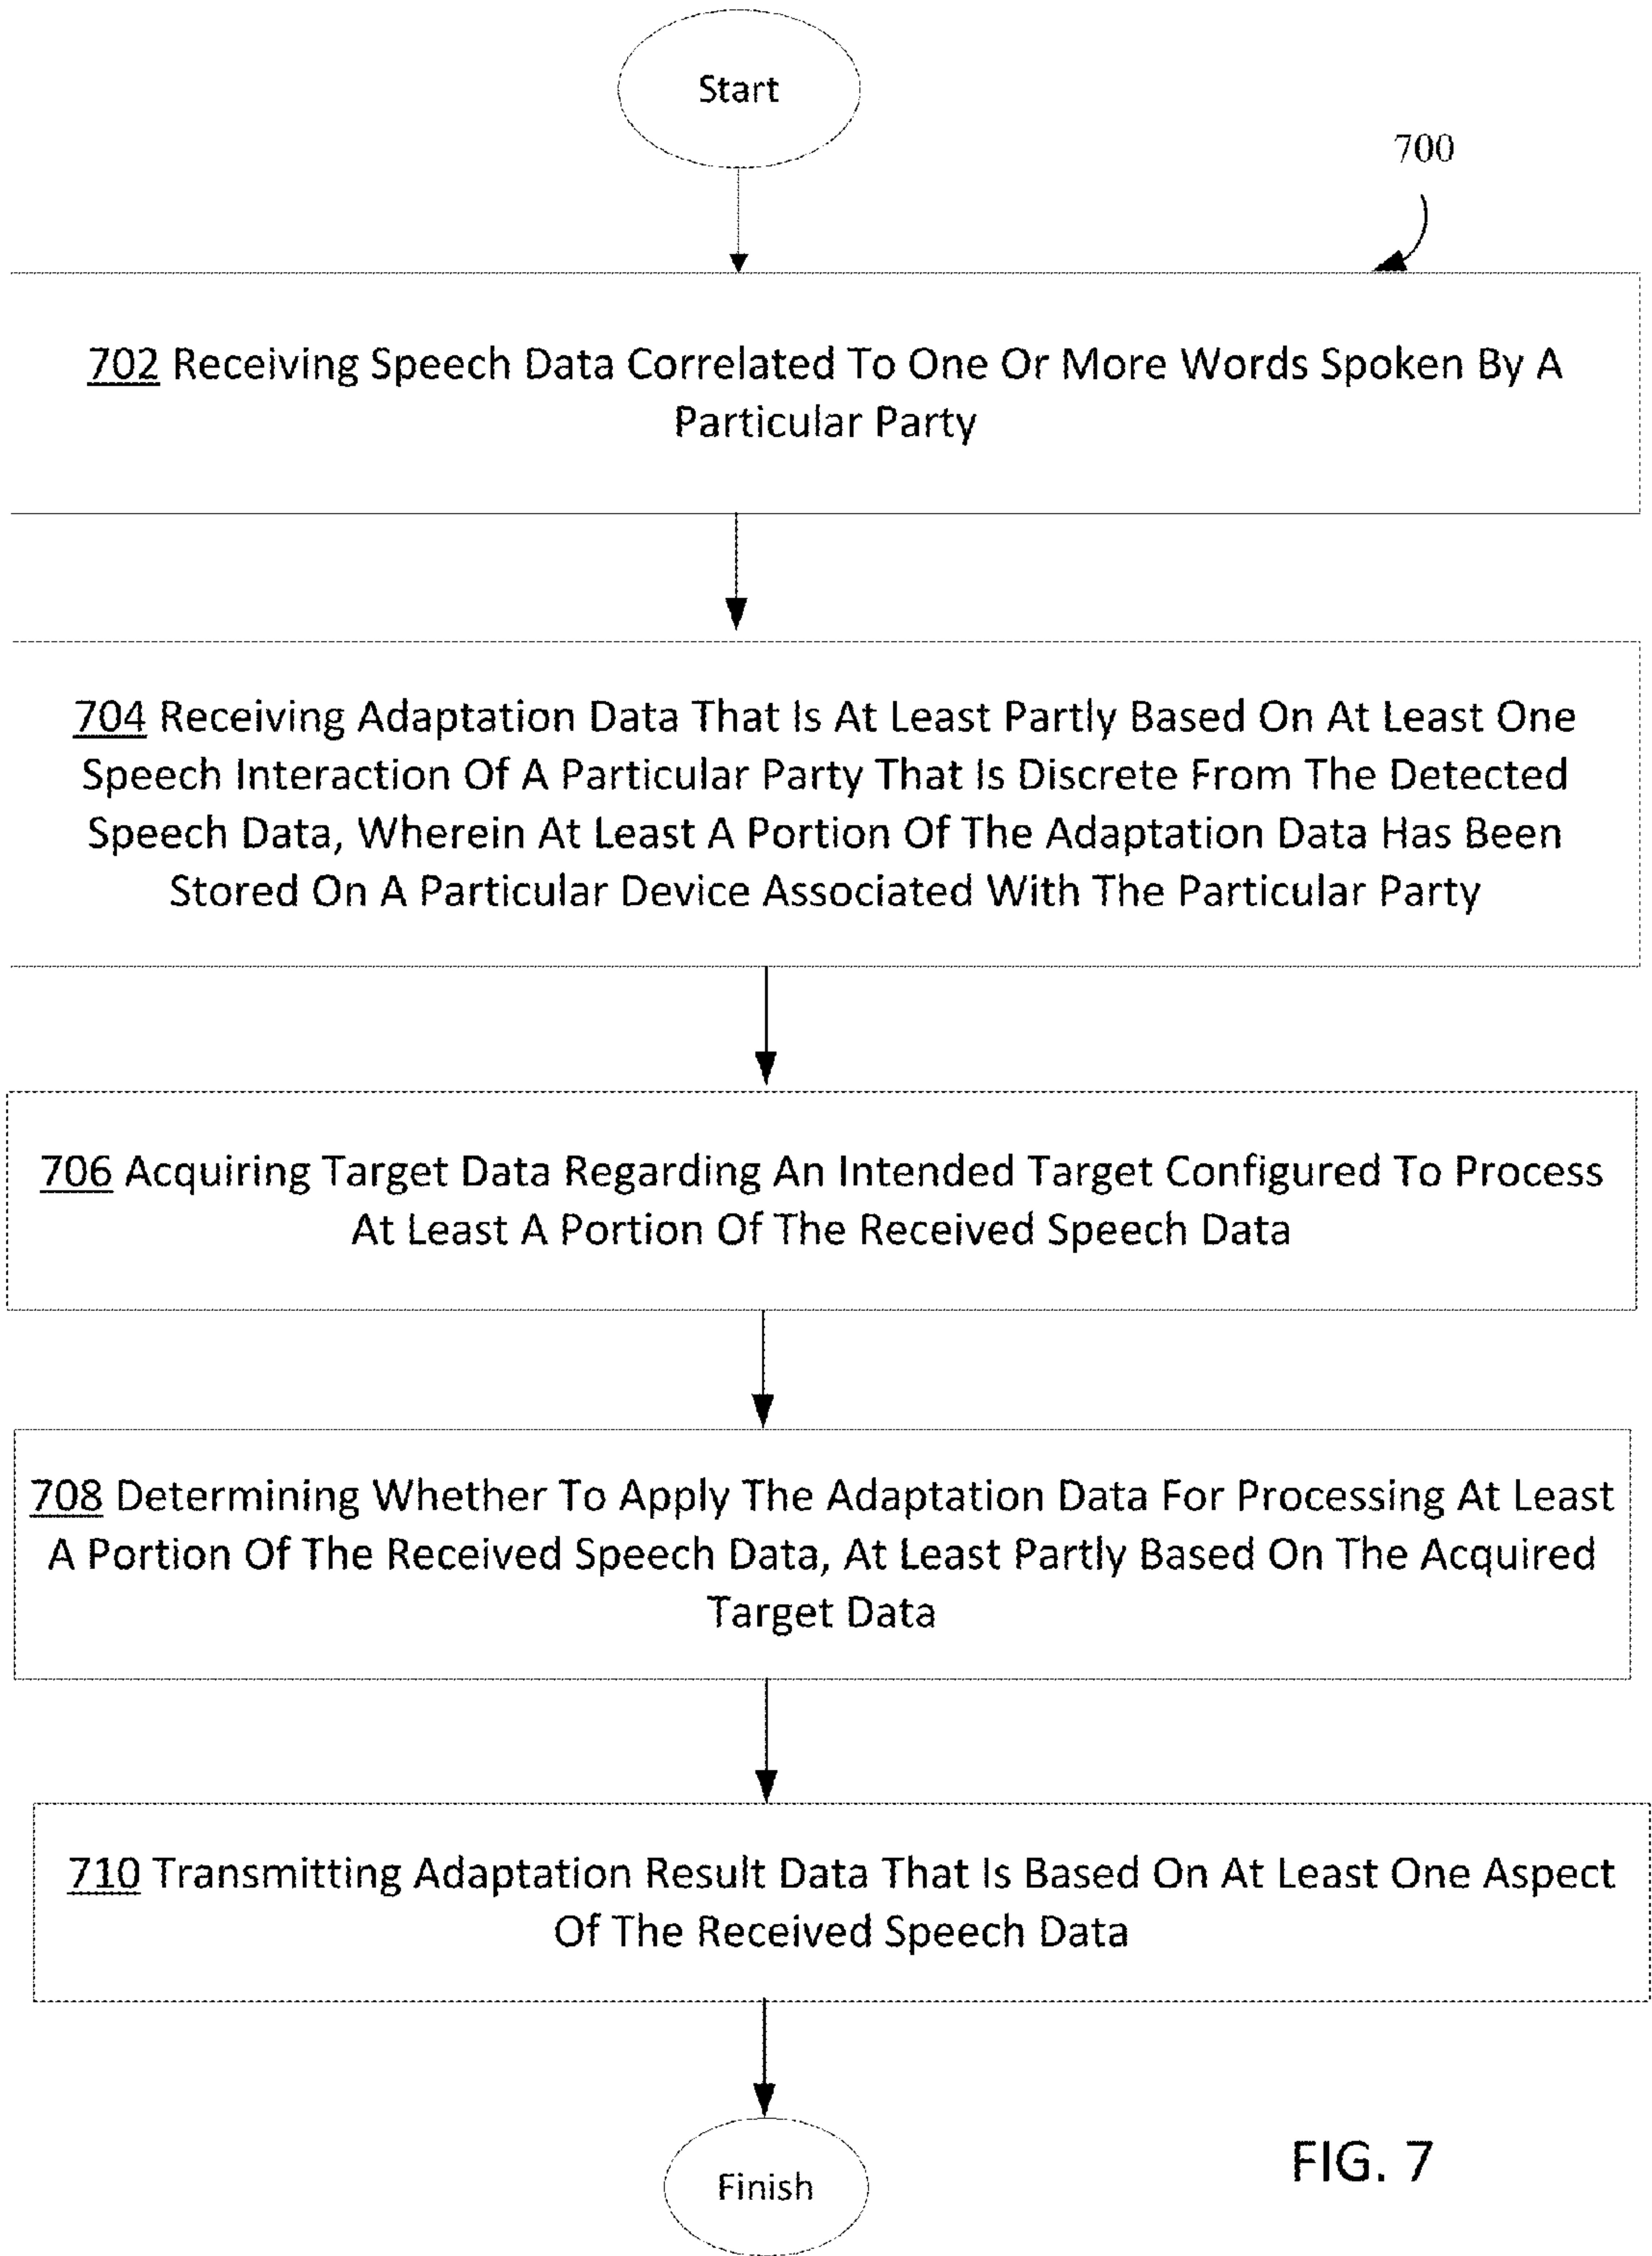 Start
700
702 Receiving Speech Data Correlated To One Or More Words Spoken By A
Particular Party
704 Receiving Adaptation Data That Is At Least Partly Based On At Least One
Speech Interaction Of A Particular Party That Is Discrete From The Detected
Speech Data, Wherein At Least A Portion Of The Adaptation Data Has Been
Stored On A Particular Device Associated With The Particular Party
706 Acquiring Target Data Regarding An Intended Target Configured To Process
At Least A Portion Of The Received Speech Data
708 Determining Whether To Apply The Adaptation Data For Processing At Least
A Portion Of The Received Speech Data, At Least Partly Based On The Acquired
Target Data
710 Transmitting Adaptation Result Data That Is Based On At Least One Aspect
Of The Received Speech Data
Finish
FIG. 7